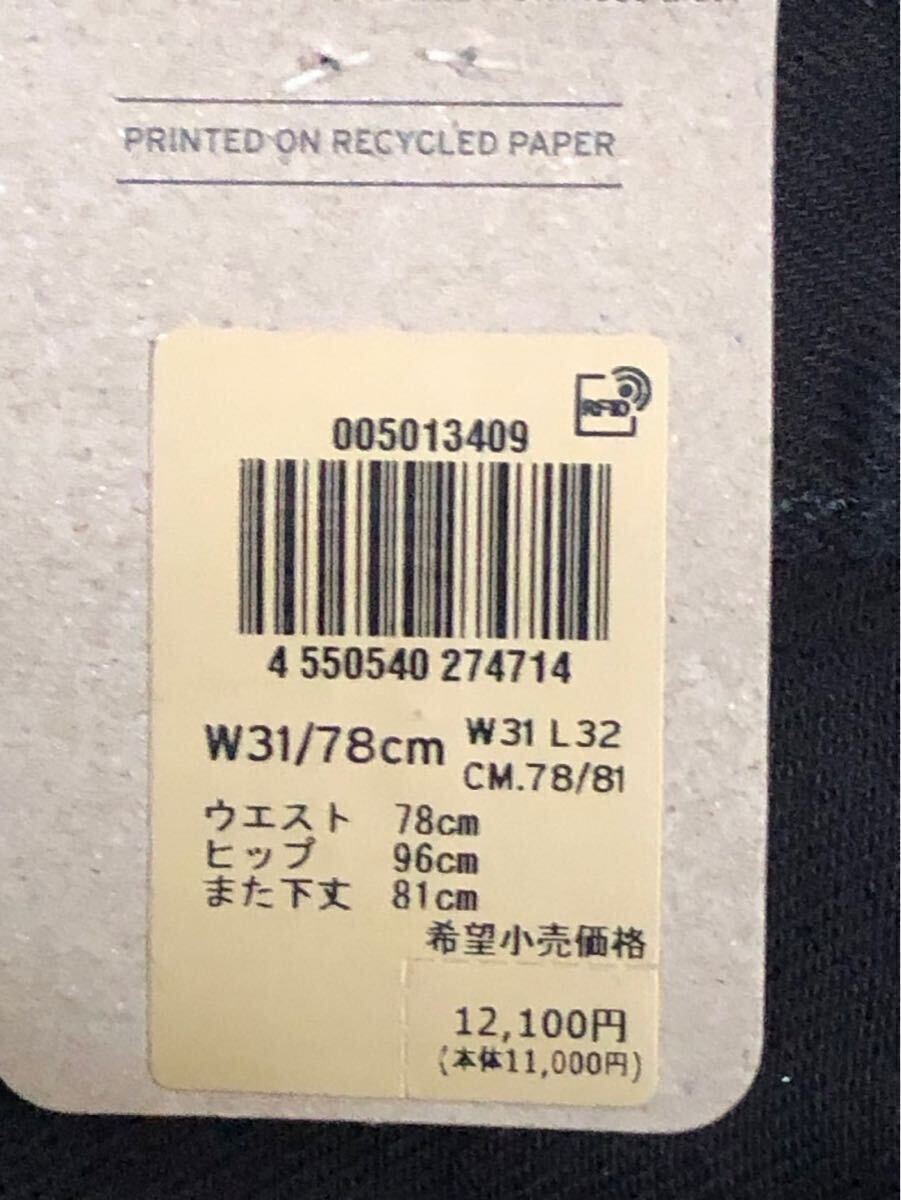 PRINTED ON RECYCLED PAPER
RFID
005013409
4 550540 274714
W31/78cm
W31 L32
CM.78/81
ウエスト 78cm
ヒップ 96cm
また下丈 81cm
希望小売価格
12,100円
(本体11,000円)